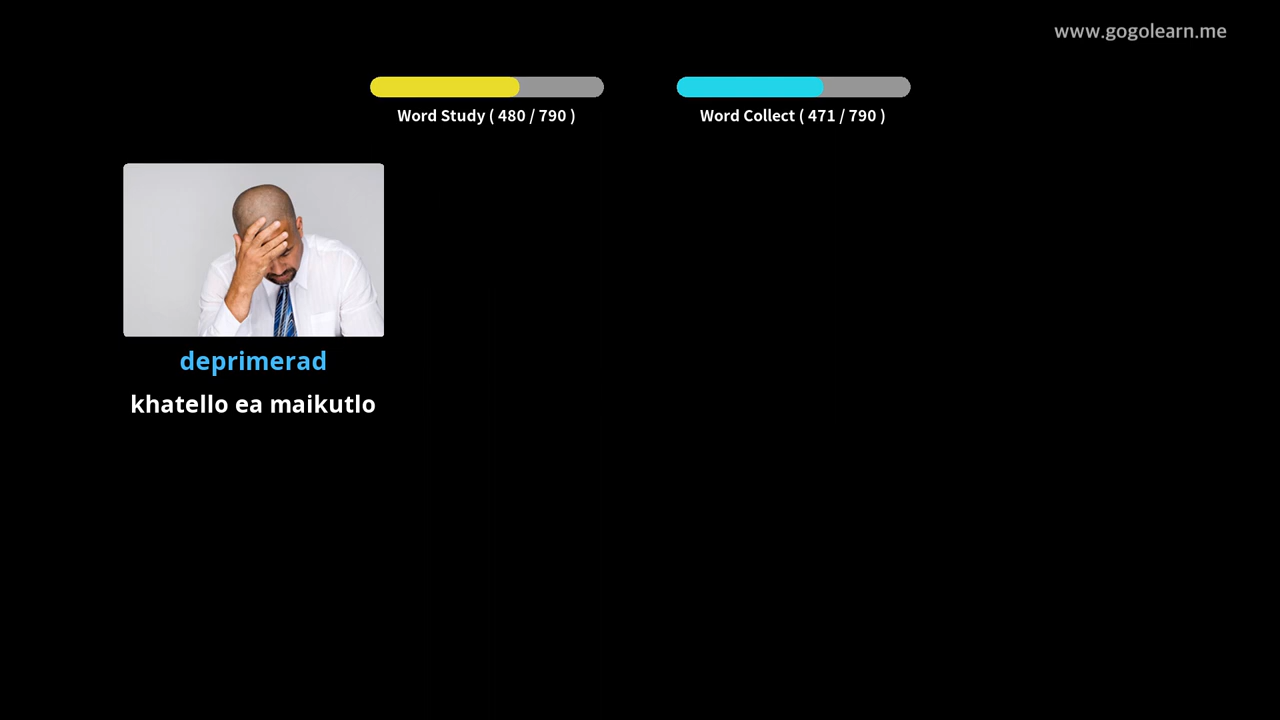 www.gogolearn.me
Word Study ( 480 / 790 )
Word Collect ( 471 / 790 )
deprimerad
khatello ea maikutlo